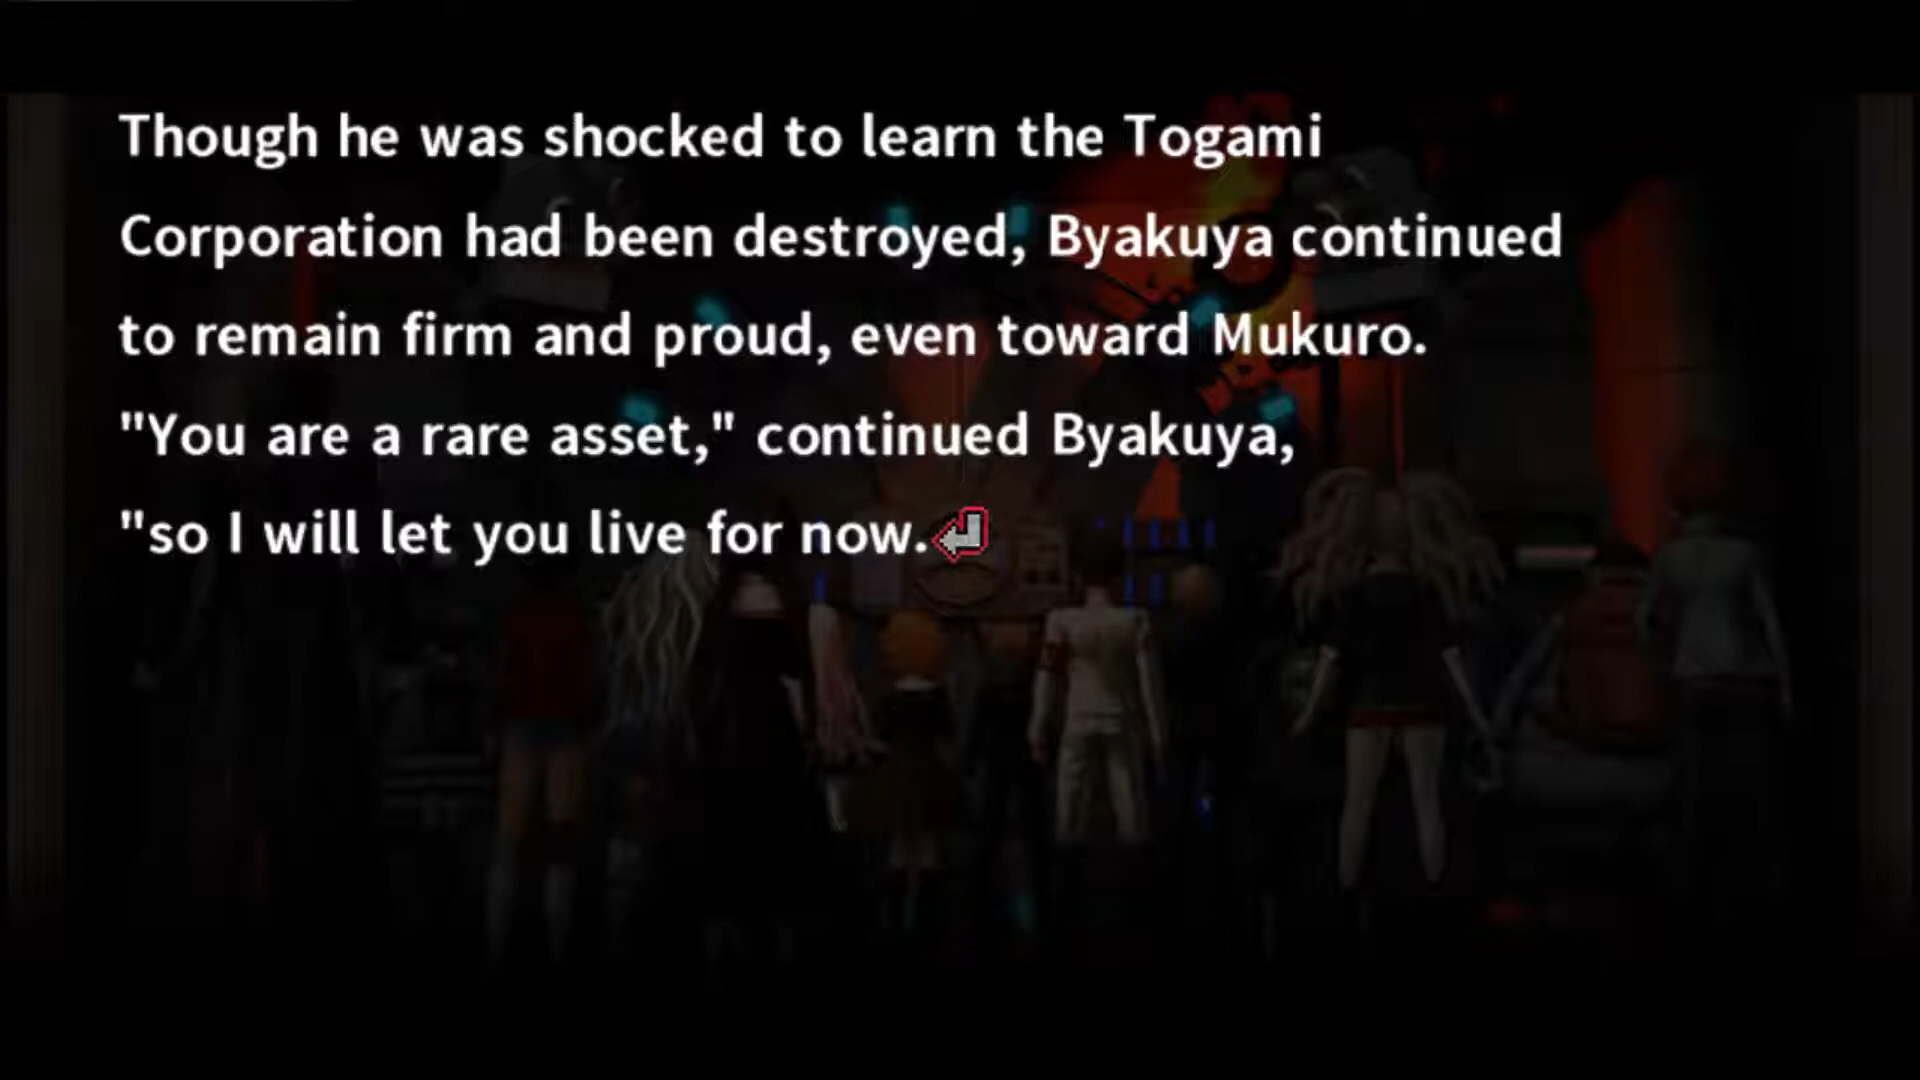 Though he was shocked to learn the Togami
Corporation had been destroyed, Byakuya continued
to remain firm and proud, even toward Mukuro.
"You are a rare asset," continued Byakuya,
"so I will let you live for now.